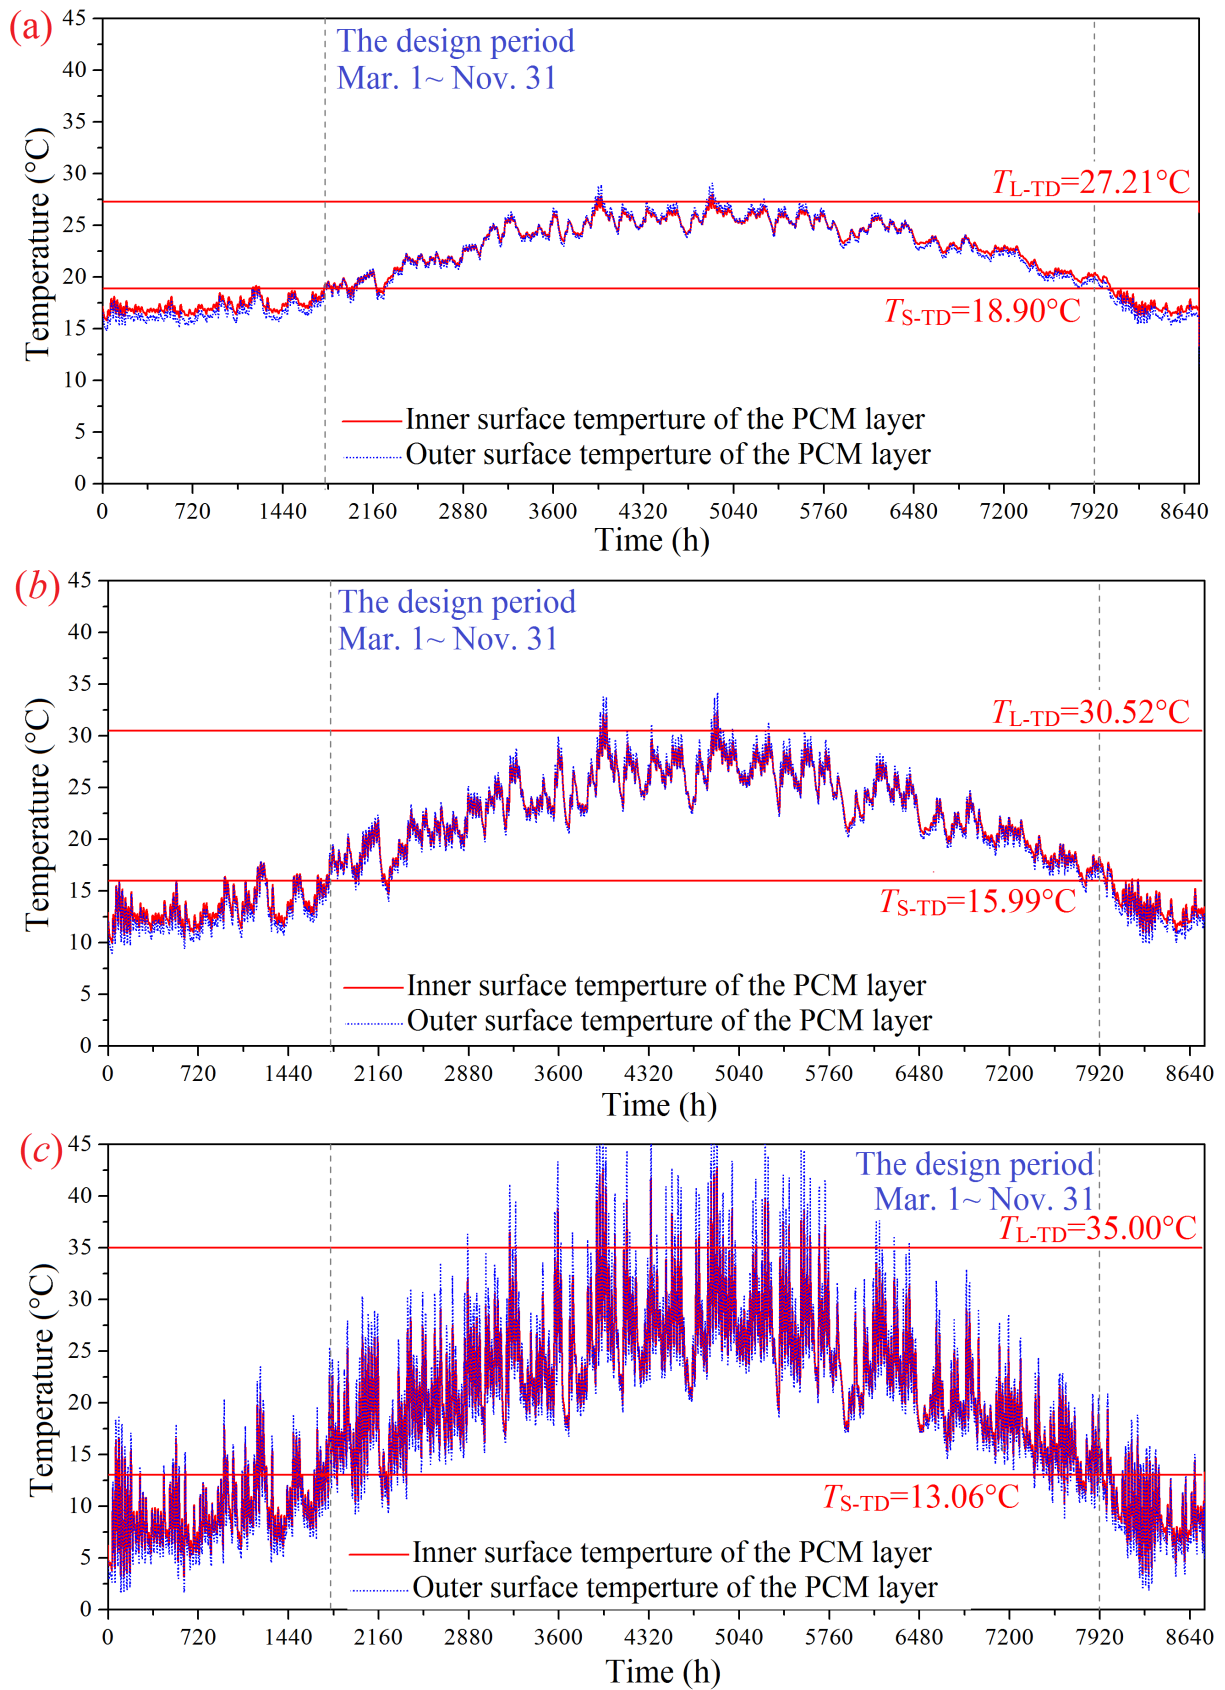 (a)
45
40
35
30
25
20
15
10
5
0
Temperature (°C)
The design period
Mar. 1~ Nov. 31
T_L-TD=27.21°C
T_S-TD=18.90°C
Inner surface temperture of the PCM layer
Outer surface temperture of the PCM layer
0 720 1440 2160 2880 3600 4320 5040 5760 6480 7200 7920 8640
Time (h)
(b)
45
40
35
30
25
20
15
10
5
0
Temperature (°C)
The design period
Mar. 1~ Nov. 31
T_L-TD=30.52°C
T_S-TD=15.99°C
Inner surface temperture of the PCM layer
Outer surface temperture of the PCM layer
0 720 1440 2160 2880 3600 4320 5040 5760 6480 7200 7920 8640
Time (h)
(c)
45
40
35
30
25
20
15
10
5
0
Temperature (°C)
The design period
Mar. 1~ Nov. 31
T_L-TD=35.00°C
T_S-TD=13.06°C
Inner surface temperture of the PCM layer
Outer surface temperture of the PCM layer
0 720 1440 2160 2880 3600 4320 5040 5760 6480 7200 7920 8640
Time (h)